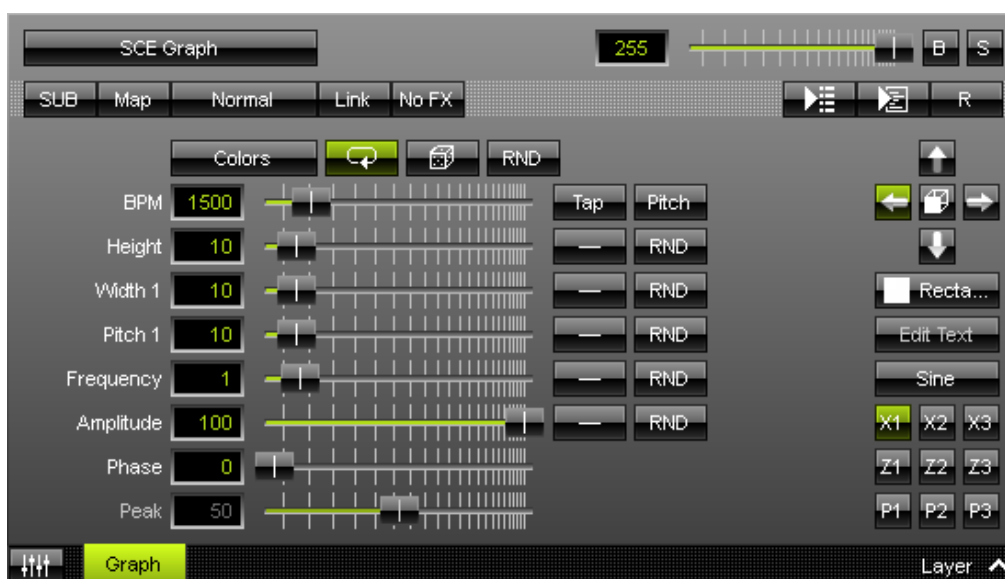 SCE Graph 255 B S
SUB Map Normal Link No FX R
Colors RND
BPM 1500 Tap Pitch
Height 10 — RND
Width 1 10 — RND
Recta...
Pitch 1 10 — RND
Edit Text
Frequency 1 — RND
Sine
Amplitude 100 — RND
X1 X2 X3
Phase 0
Z1 Z2 Z3
Peak 50
P1 P2 P3
Graph Layer